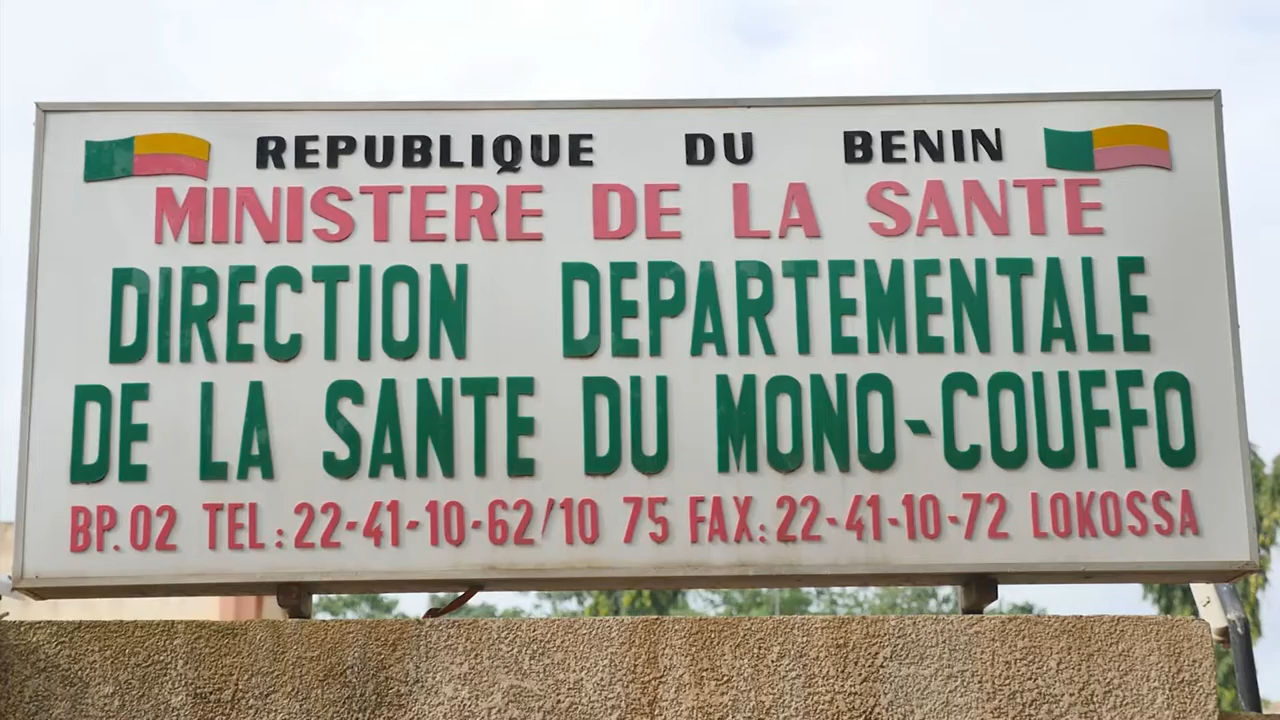 REPUBLIQUE DU BENIN
MINISTERE DE LA SANTE
DIRECTION DEPARTEMENTALE
DE LA SANTE DU MONO-COUFFO
BP. 02 TEL : 22-41-10-62/10 75 FAX: 22-41-10-72 LOKOSSA